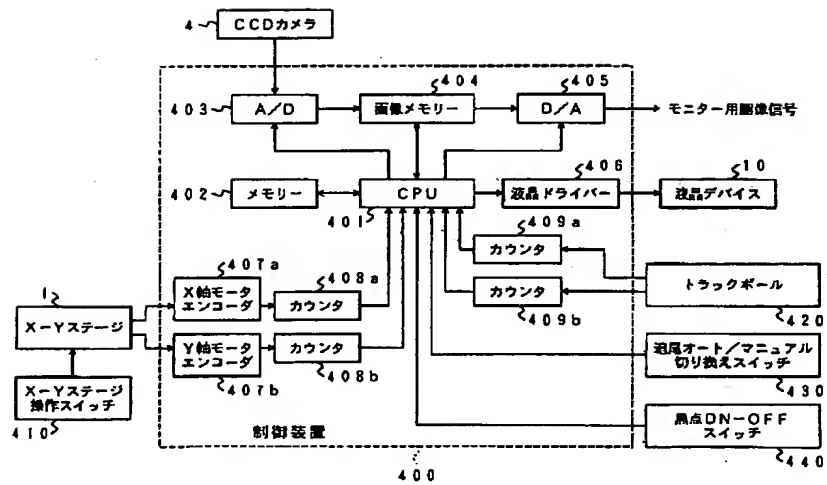 4
CCDカメラ
403
A/D
404
画像メモリー
405
D/A
モニター用映像信号
402
メモリー
CPU
401
406
液晶ドライバー
10
液晶デバイス
409a
カウンタ
カウンタ
409b
トラックボール
420
1
X-Yステージ
407a
X軸モータ
エンコーダ
408a
カウンタ
Y軸モータ
エンコーダ
407b
カウンタ
408b
X-Yステージ
操作スイッチ
410
追尾オート/マニュアル
切り換えスイッチ
430
黒点ON-OFF
スイッチ
440
制御装置
400